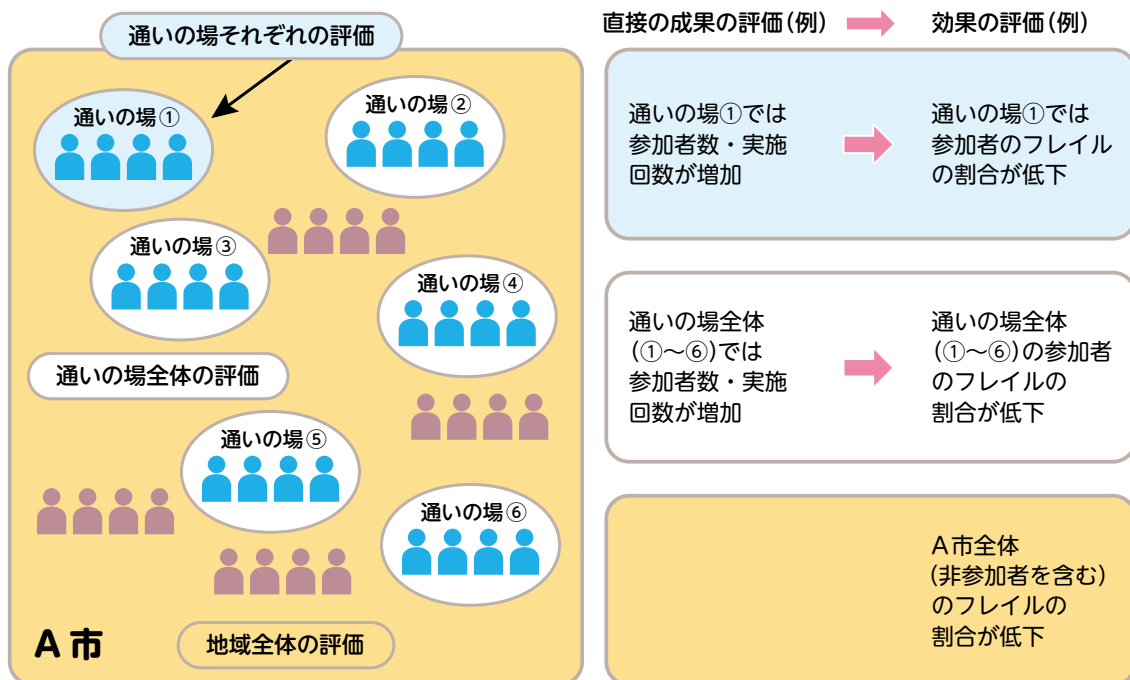 通いの場それぞれの評価
通いの場①
通いの場②
通いの場③
通いの場④
通いの場全体の評価
通いの場⑤
通いの場⑥
A市
地域全体の評価
直接の成果の評価(例)
効果の評価(例)
通いの場①では
参加者数・実施
回数が増加
通いの場①では
参加者のフレイル
の割合が低下
通いの場全体
(①～⑥)では
参加者数・実施
回数が増加
通いの場全体
(①～⑥)の参加者
のフレイルの
割合が低下
A市全体
(非参加者を含む)
のフレイルの
割合が低下